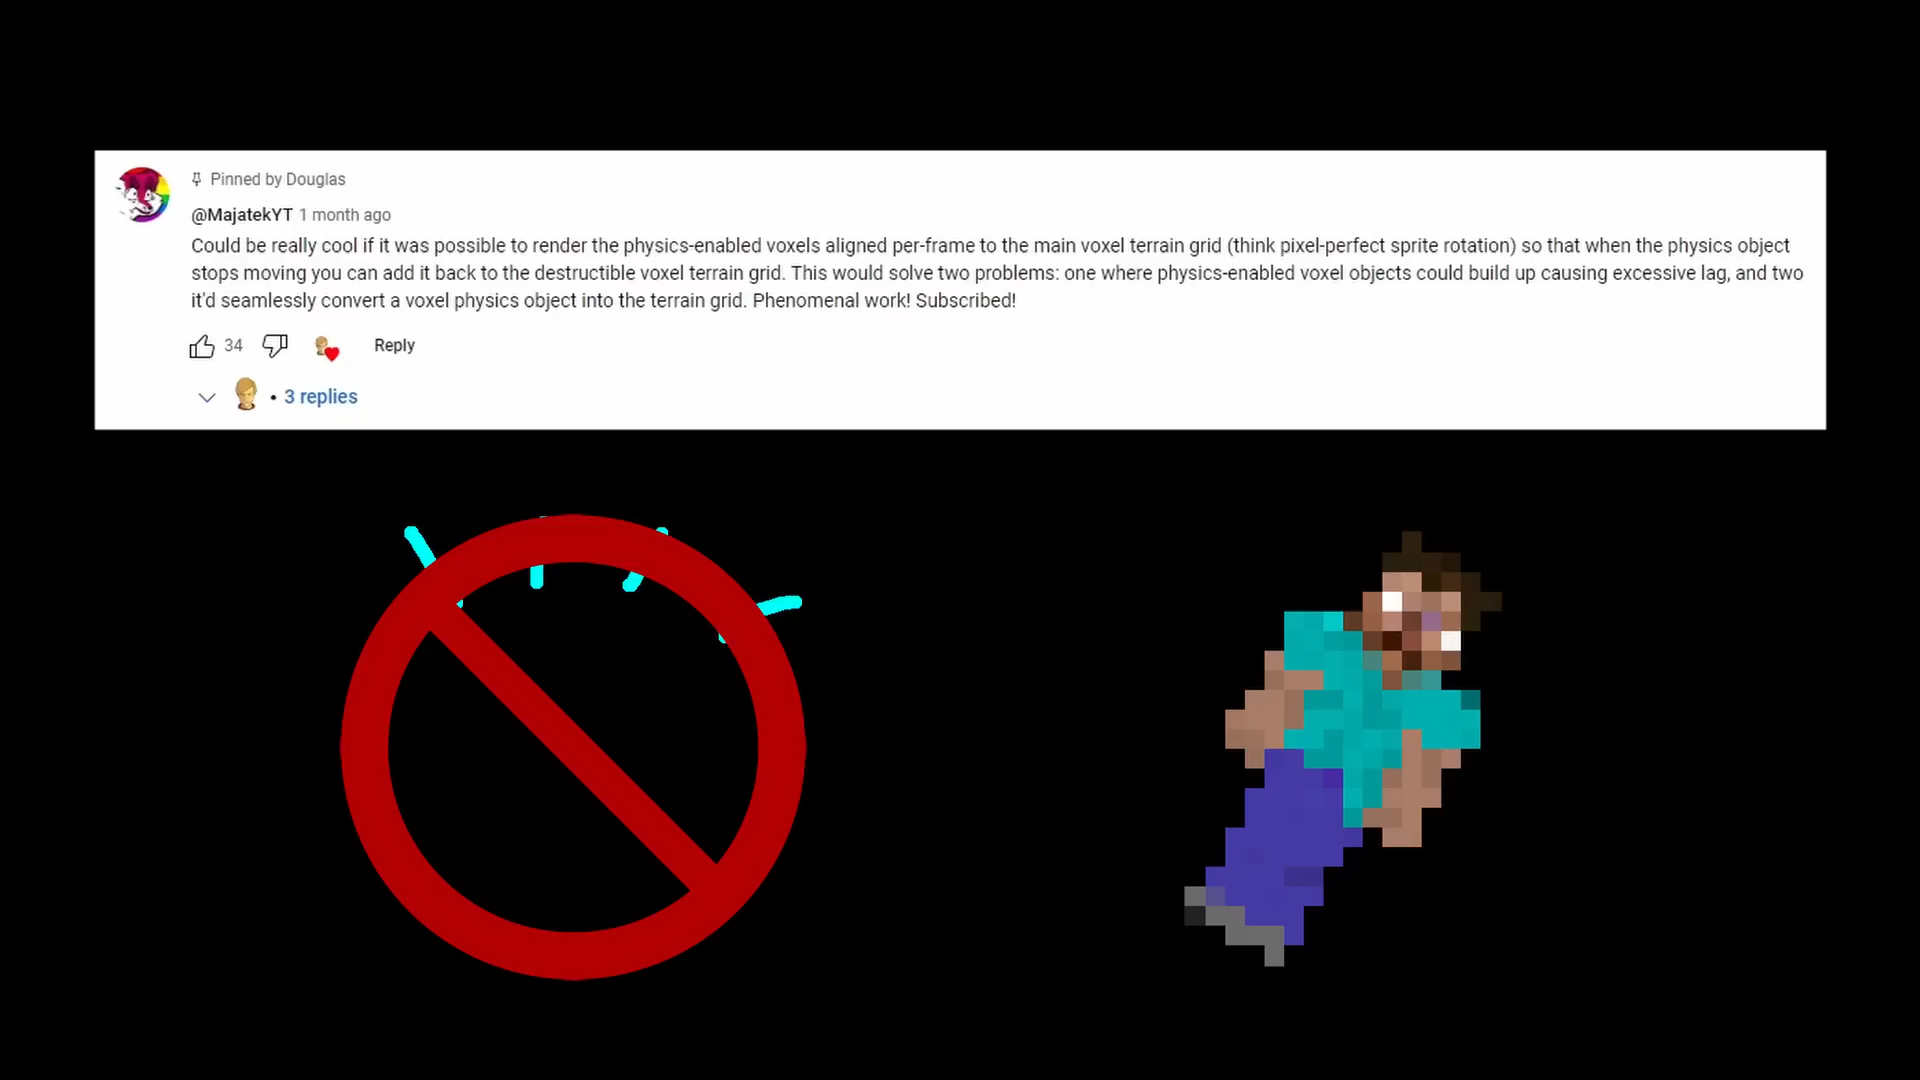 Pinned by Douglas
@MajatekYT 1 month ago
Could be really cool if it was possible to render the physics-enabled voxels aligned per-frame to the main voxel terrain grid (think pixel-perfect sprite rotation) so that when the physics object
stops moving you can add it back to the destructible voxel terrain grid. This would solve two problems: one where physics-enabled voxel objects could build up causing excessive lag, and two
it'd seamlessly convert a voxel physics object into the terrain grid. Phenomenal work! Subscribed!
34 Reply
• 3 replies